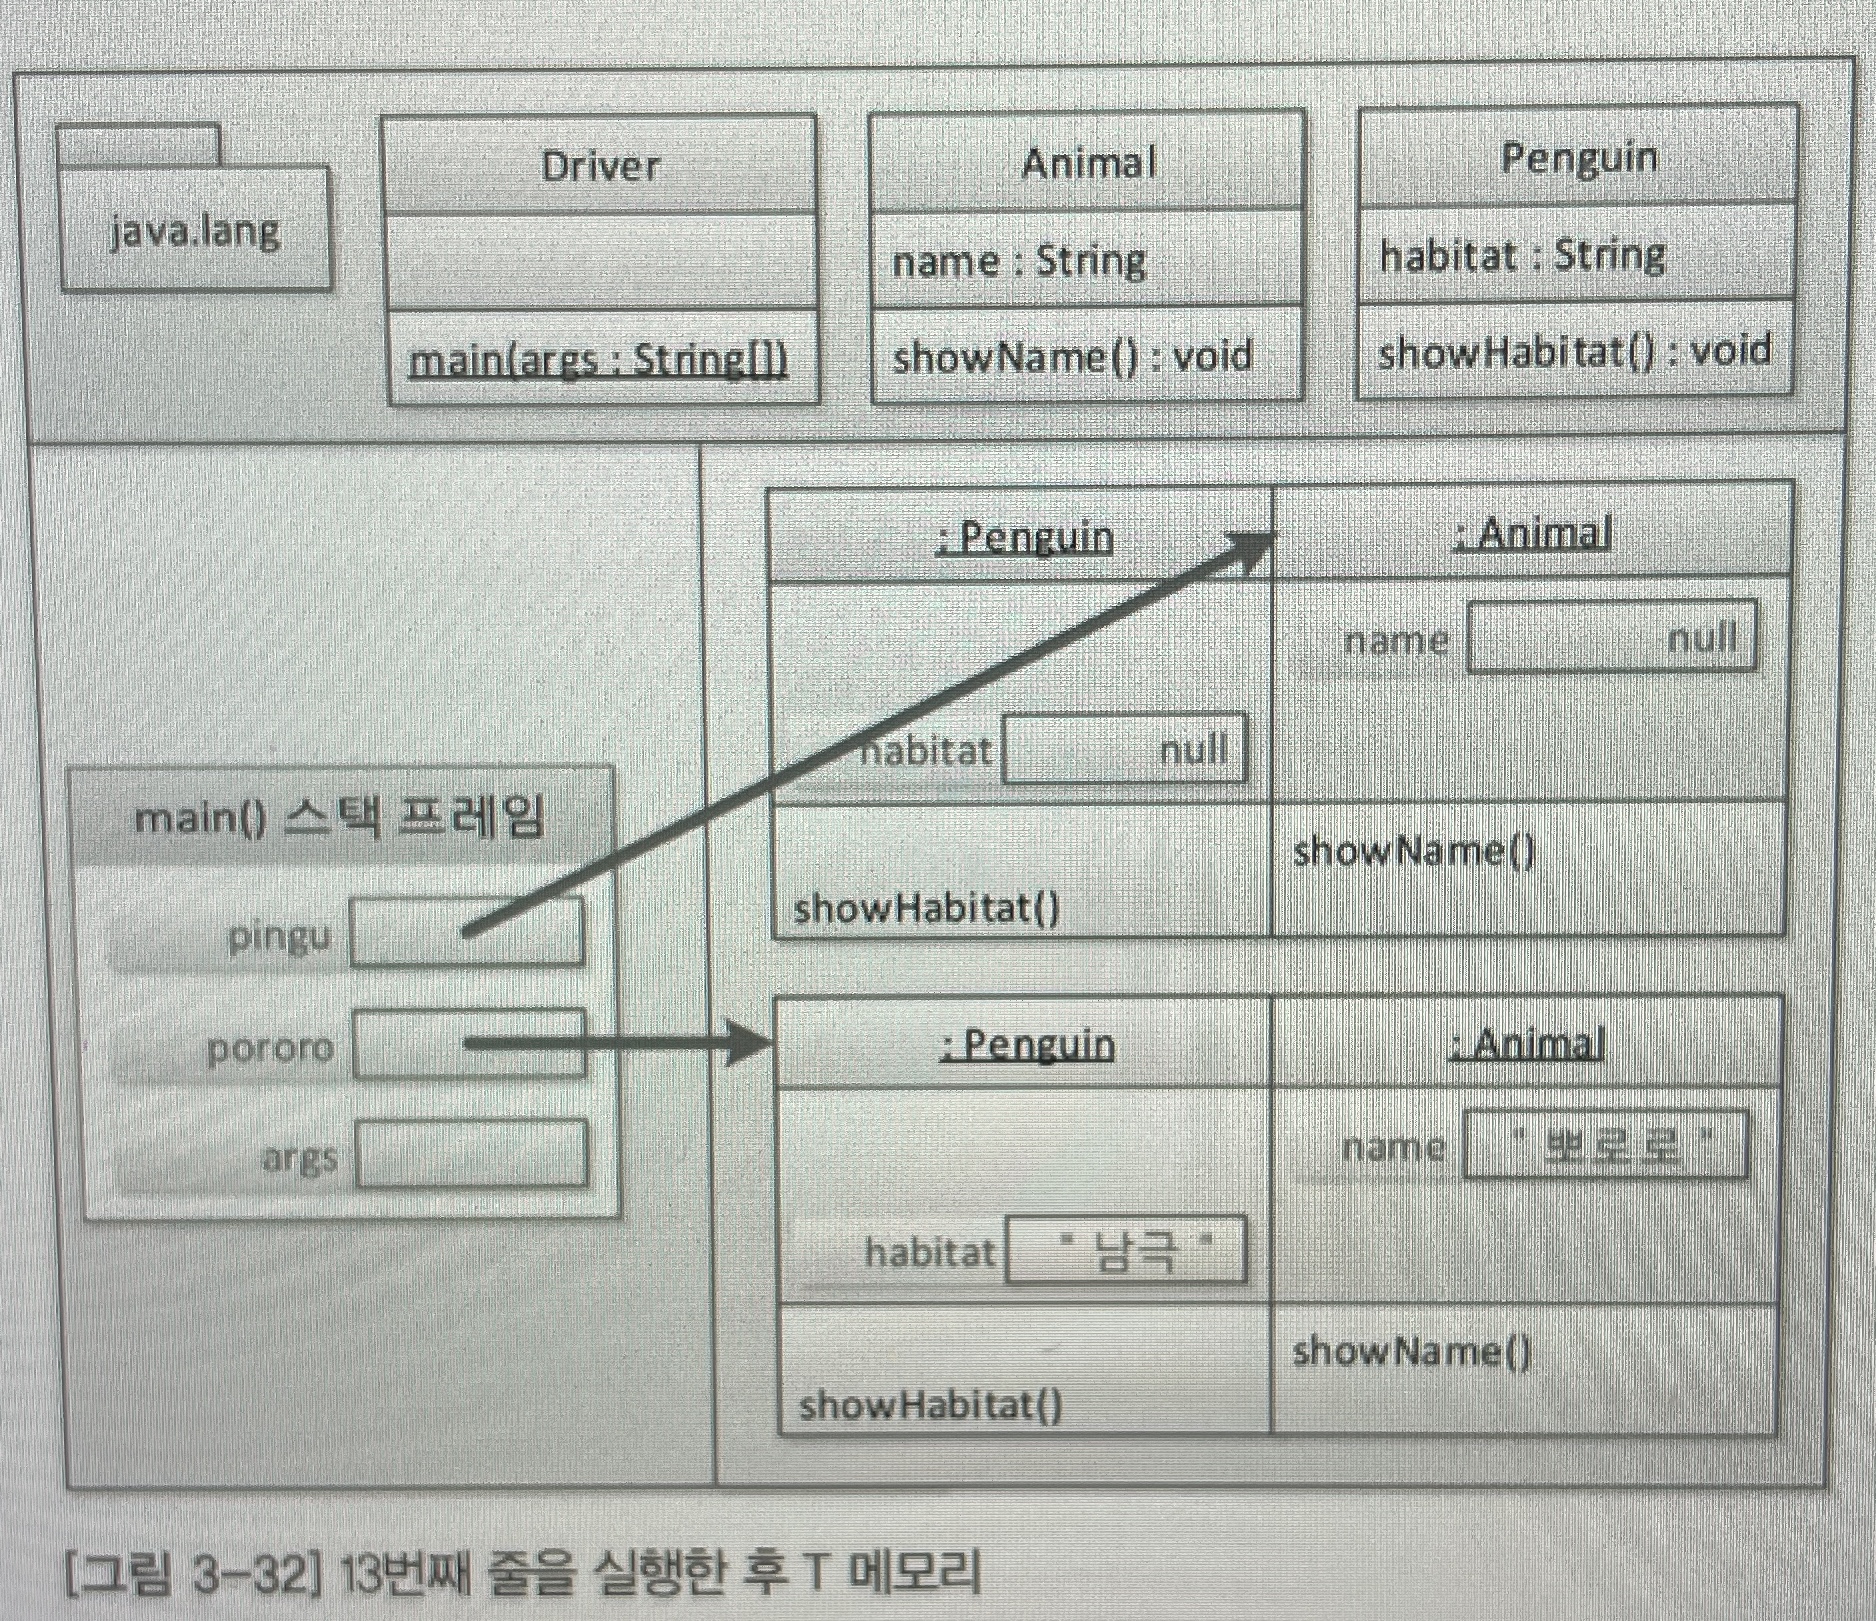 java.lang
Driver
main(args : String[])
Animal
name : String
showName() : void
Penguin
habitat : String
showHabitat() : void
main() 스택 프레임
pingu
pororo
args
: Penguin
: Animal
name null
habitat null
showName()
showHabitat()
: Penguin
: Animal
name "뽀로로"
habitat "남극"
showName()
showHabitat()
[그림 3-32] 13번째 줄을 실행한 후 T 메모리